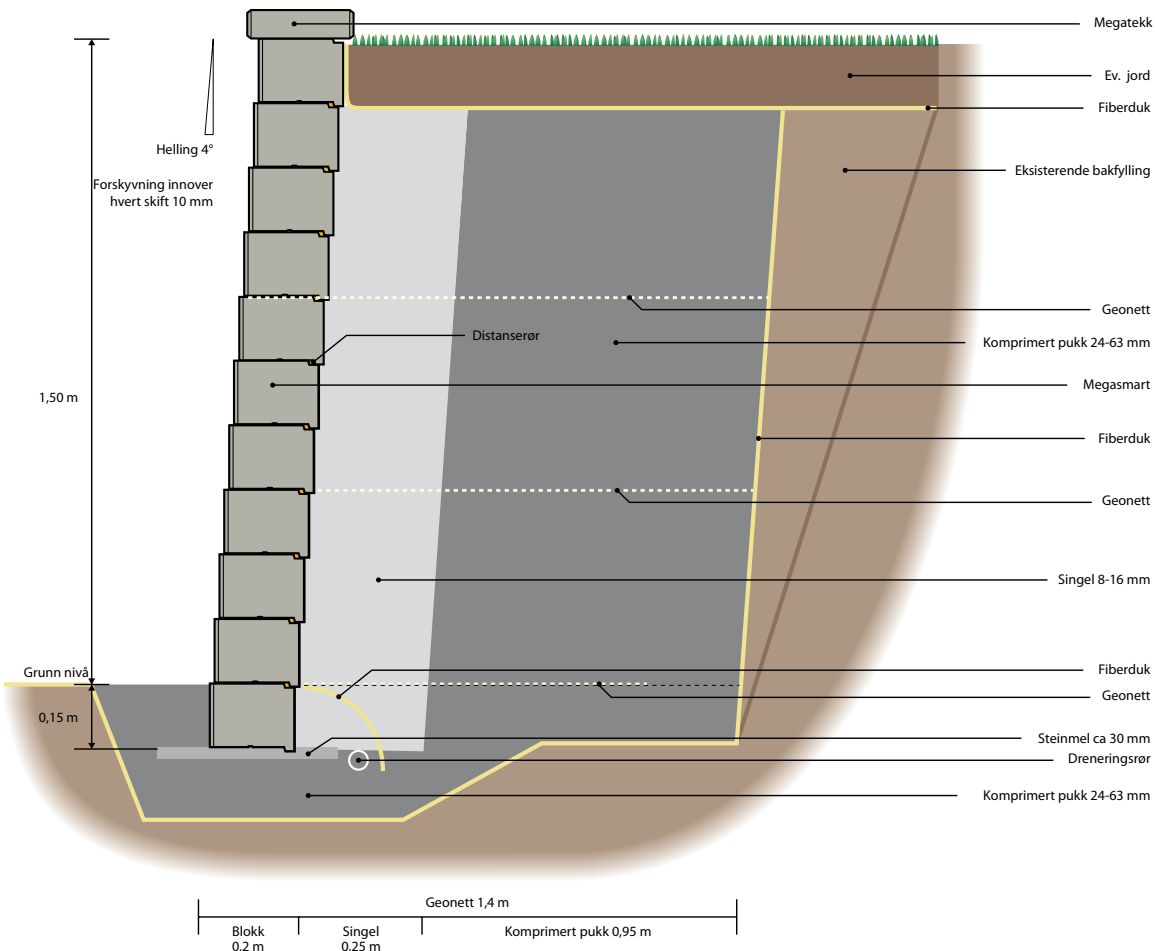 Megatekk
Ev. jord
Fiberduk
Helling 4°
Eksisterende bakfylling
Forskyvning innover
hvert skift 10 mm
Geonett
Distanserør
Komprimert pukk 24-63 mm
Megasmart
1,50 m
Fiberduk
Geonett
Singel 8-16 mm
Grunn nivå
Fiberduk
Geonett
0,15 m
Steinmel ca 30 mm
Dreneringsrør
Komprimert pukk 24-63 mm
Geonett 1,4 m
Blokk
0,2 m
Singel
0,25 m
Komprimert pukk 0,95 m